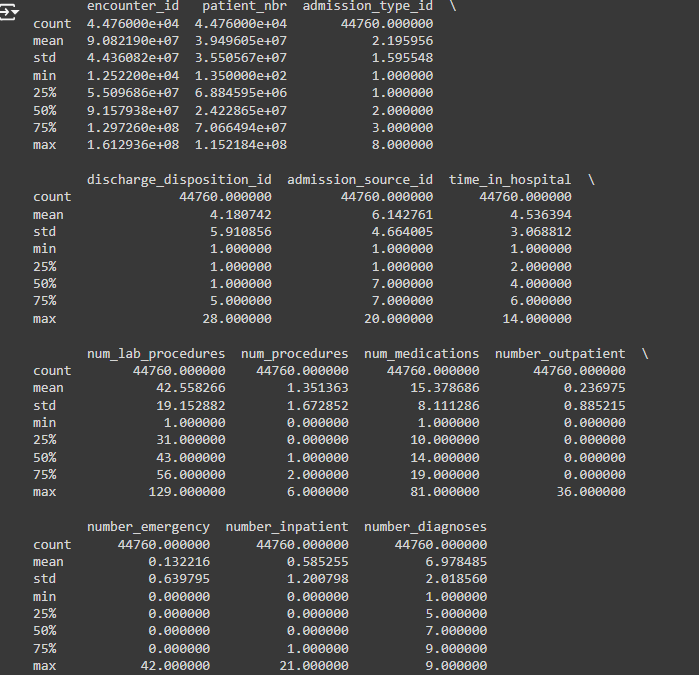 encounter_id patient_nbr admission_type_id \
count 4.476000e+04 4.476000e+04 44760.000000
mean 9.082190e+07 3.949605e+07 2.195956
std 4.436082e+07 3.550567e+07 1.595548
min 1.252200e+04 1.350000e+02 1.000000
25% 5.509686e+07 6.884595e+06 1.000000
50% 9.157938e+07 2.422865e+07 2.000000
75% 1.297260e+08 7.066494e+07 3.000000
max 1.612936e+08 1.152184e+08 8.000000
discharge_disposition_id admission_source_id time_in_hospital \
count 44760.000000 44760.000000 44760.000000
mean 4.180742 6.142761 4.536394
std 5.910856 4.664005 3.068812
min 1.000000 1.000000 1.000000
25% 1.000000 1.000000 2.000000
50% 1.000000 7.000000 4.000000
75% 5.000000 7.000000 6.000000
max 28.000000 20.000000 14.000000
num_lab_procedures num_procedures num_medications number_outpatient \
count 44760.000000 44760.000000 44760.000000 44760.000000
mean 42.558266 1.351363 15.378686 0.236975
std 19.152882 1.672852 8.111286 0.885215
min 1.000000 0.000000 1.000000 0.000000
25% 31.000000 0.000000 10.000000 0.000000
50% 43.000000 1.000000 14.000000 0.000000
75% 56.000000 2.000000 19.000000 0.000000
max 129.000000 6.000000 81.000000 36.000000
number_emergency number_inpatient number_diagnoses
count 44760.000000 44760.000000 44760.000000
mean 0.132216 0.585255 6.978485
std 0.639795 1.200798 2.018560
min 0.000000 0.000000 1.000000
25% 0.000000 0.000000 5.000000
50% 0.000000 0.000000 7.000000
75% 0.000000 1.000000 9.000000
max 42.000000 21.000000 9.000000